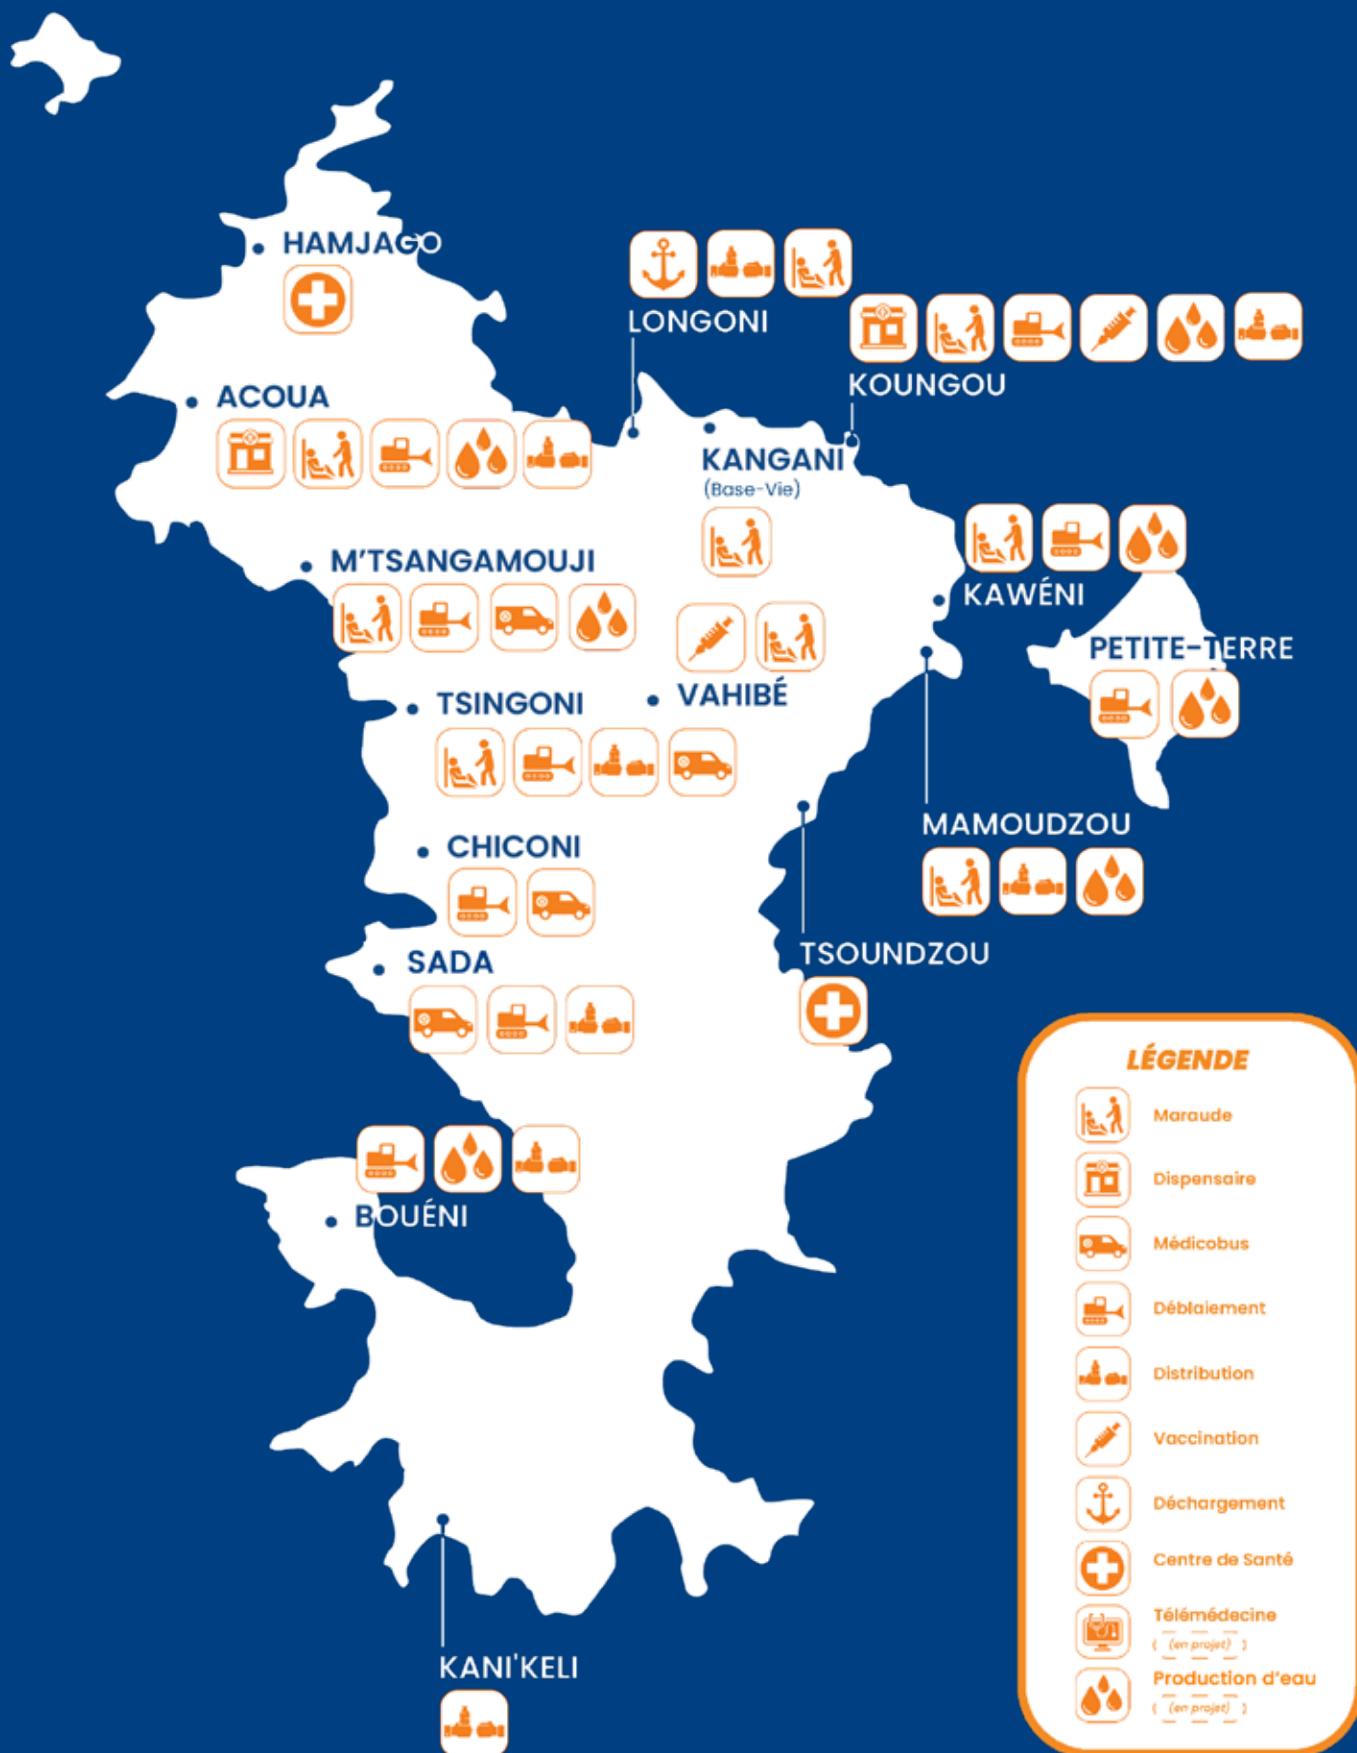 HAMJAGO
LONGONI
KOUNGOU
ACOUA
KANGANI
(Base-Vie)
M'TSANGAMOUJI
KAWÉNI
PETITE-TERRE
TSINGONI
VAHIBÉ
MAMOUDZOU
CHICONI
TSOUNDZOU
SADA
BOUÉNI
KANI'KELI
LÉGENDE
Maraude
Dispensaire
Médicobus
Déblaiement
Distribution
Vaccination
Déchargement
Centre de Santé
Télémédecine
(en projet)
Production d'eau
(en projet)